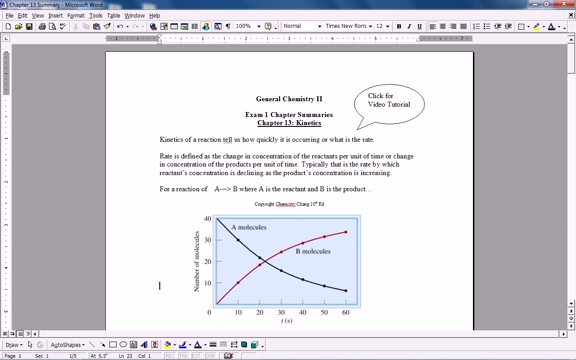 Chapter 13 Summary - Microsoft Word
File Edit View Insert Format Tools Table Window Help
100% Normal Times New Rom 12 B I U
General Chemistry II
Click for
Video Tutorial
Exam 1 Chapter Summaries
Chapter 13: Kinetics
Kinetics of a reaction tell us how quickly it is occurring or what is the rate.
Rate is defined as the change in concentration of the reactants per unit of time or change
in concentration of the products per unit of time. Typically that is the rate by which
reactant's concentration is declining as the product's concentration is increasing.
For a reaction of A---> B where A is the reactant and B is the product…
Copyright Chemistry Chang 10th Ed
Number of molecules
40
30
20
10
A molecules
B molecules
0 10 20 30 40 50 60
t (s)
Draw AutoShapes
Page 1 Sec 1 1/5 At 5.3" Ln 23 Col 1 REC TRK EXT OVR